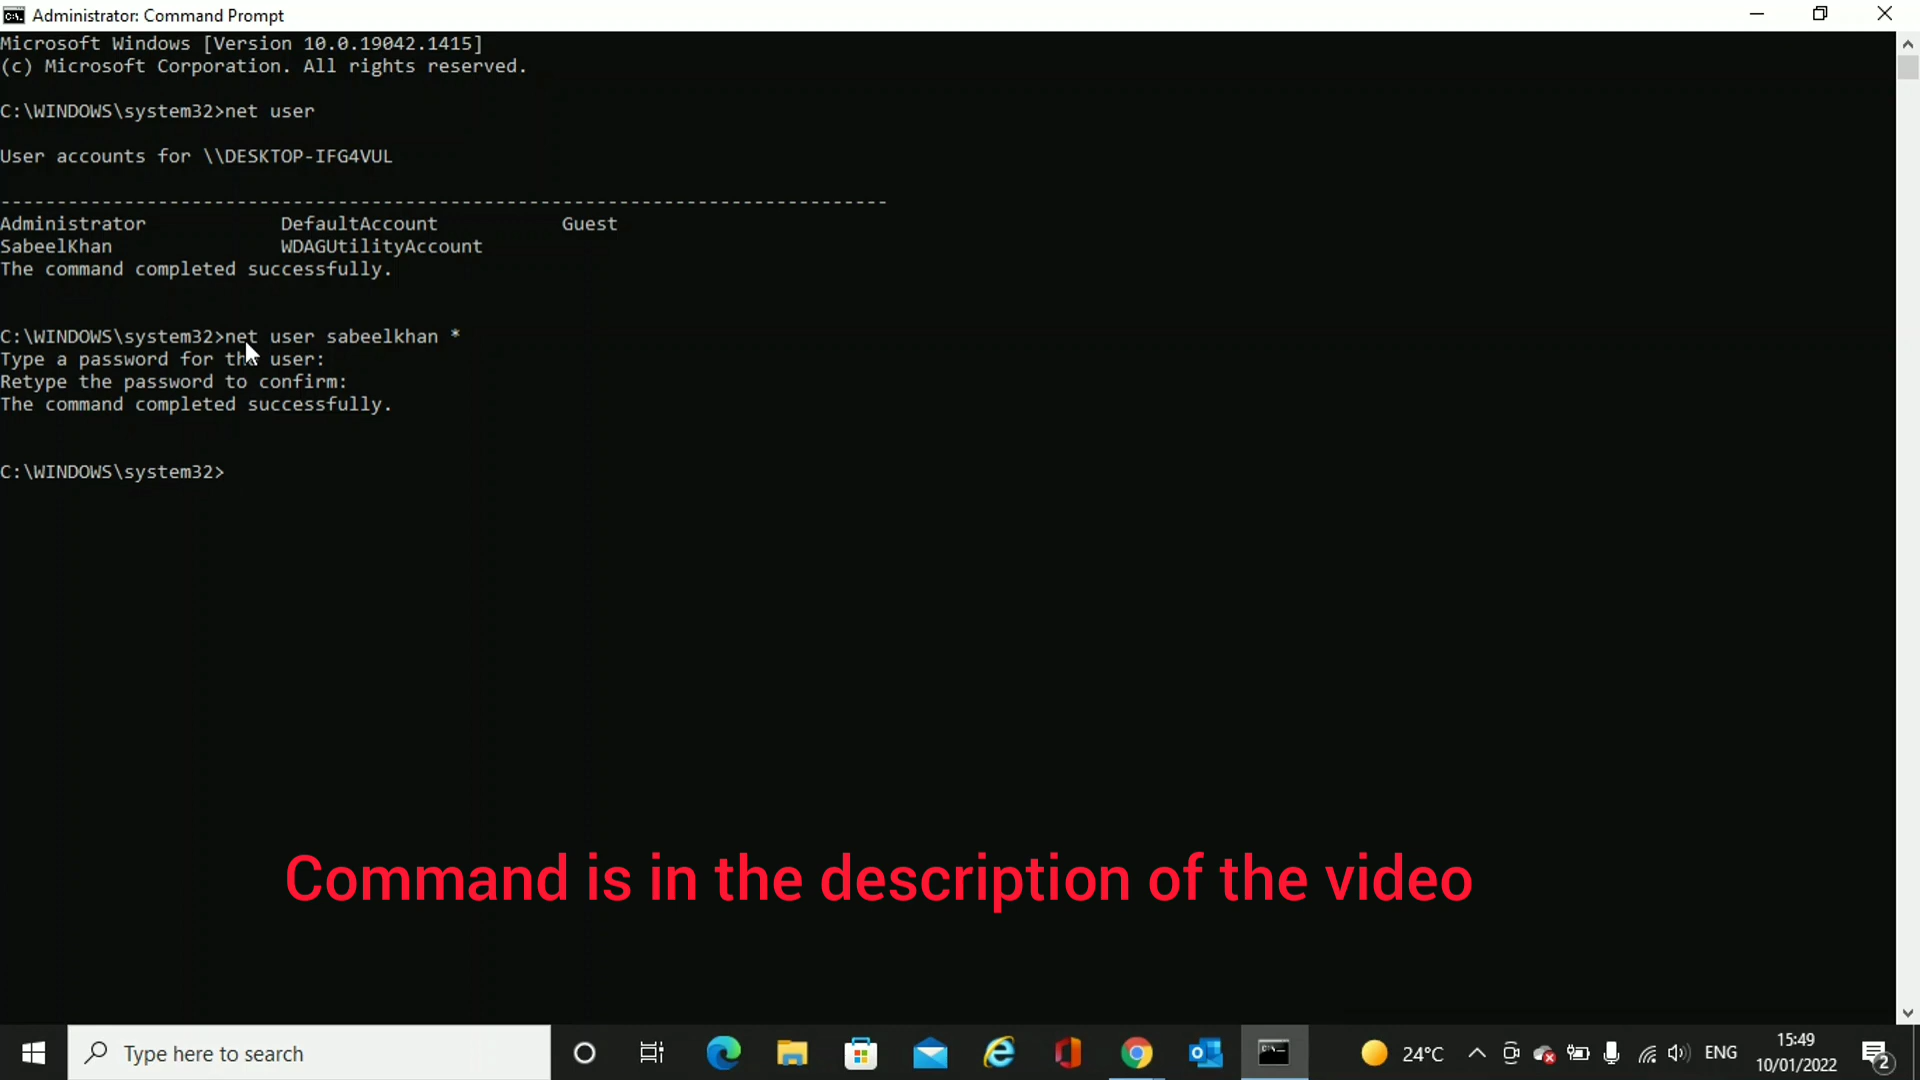 Administrator: Command Prompt
Microsoft Windows [Version 10.0.19042.1415]
(c) Microsoft Corporation. All rights reserved.
C:\WINDOWS\system32>net user
User accounts for \\DESKTOP-IFG4VUL
-------------------------------------------------------------------------------
Administrator DefaultAccount Guest
SabeelKhan WDAGUtilityAccount
The command completed successfully.
C:\WINDOWS\system32>net user sabeelkhan *
Type a password for the user:
Retype the password to confirm:
The command completed successfully.
C:\WINDOWS\system32>
Command is in the description of the video
Type here to search
24°C
ENG
15:49
10/01/2022
2